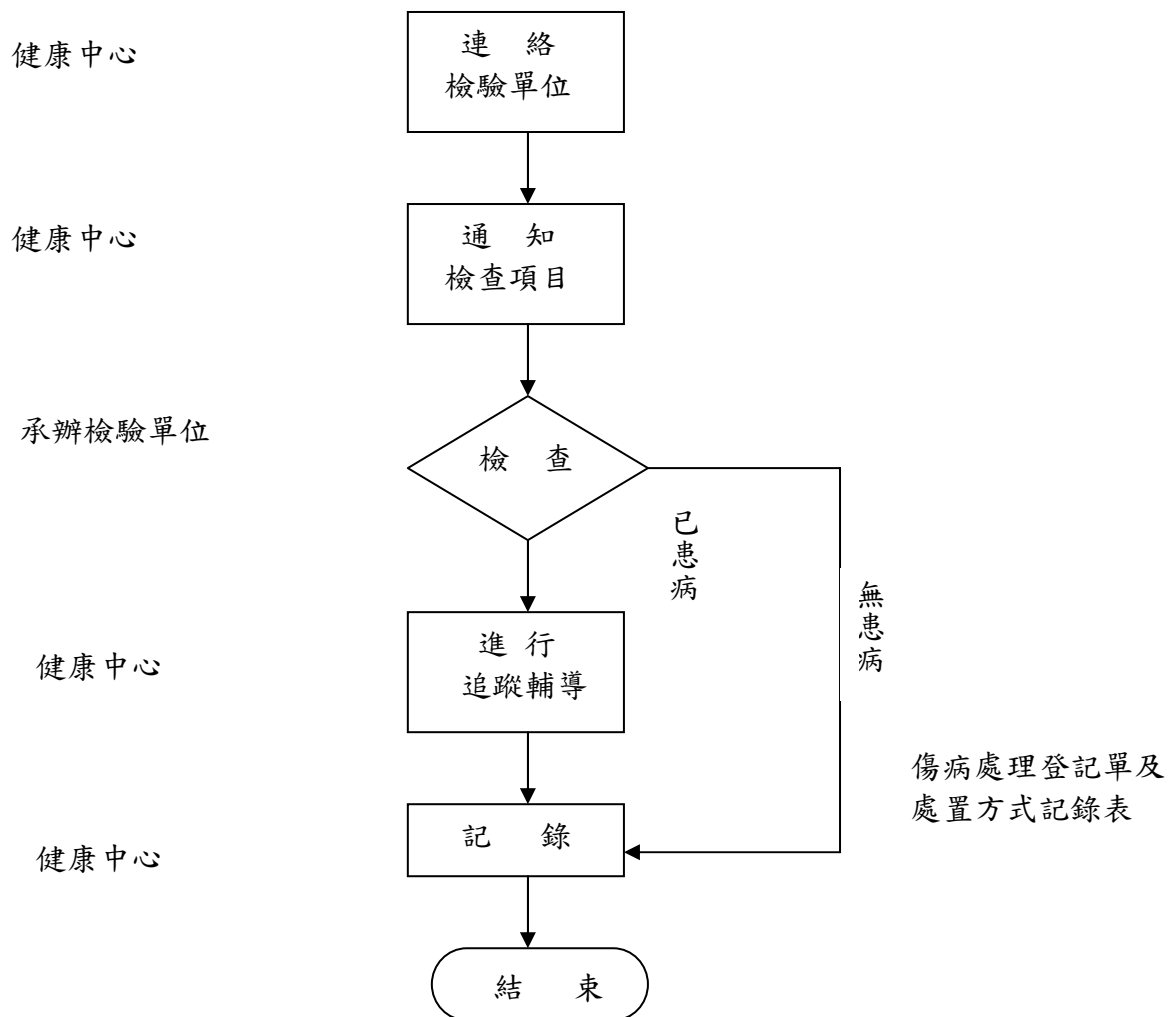 健康中心
連 絡
檢驗單位
健康中心
通 知
檢查項目
承辦檢驗單位
檢 查
已患病
無患病
健康中心
進 行
追蹤輔導
傷病處理登記單及
處置方式記錄表
健康中心
記 錄
結 束